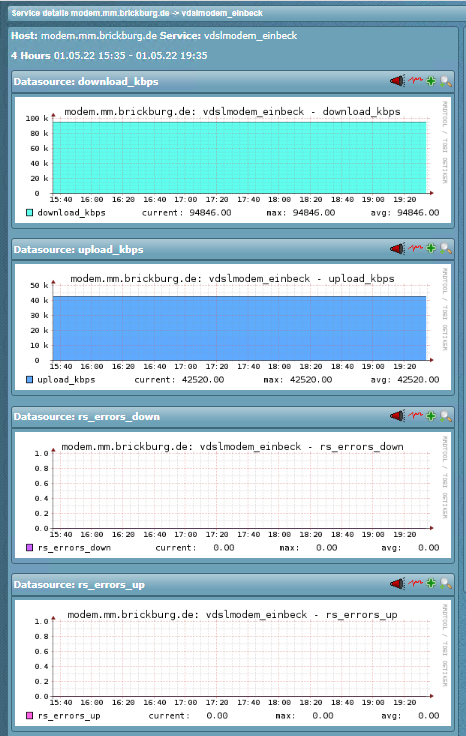 Service details modem.mm.brickburg.de -> vdslmodem_einbeck
Host: modem.mm.brickburg.de Service: vdslmodem_einbeck
4 Hours 01.05.22 15:35 - 01.05.22 19:35
Datasource: download_kbps
modem.mm.brickburg.de: vdslmodem_einbeck - download_kbps
RRDTOOL / TOBI OETIKER
100 k
80 k
60 k
40 k
20 k
0
15:40 16:00 16:20 16:40 17:00 17:20 17:40 18:00 18:20 18:40 19:00 19:20
download_kbps current: 94846.00 max: 94846.00 avg: 94846.00
Datasource: upload_kbps
modem.mm.brickburg.de: vdslmodem_einbeck - upload_kbps
RRDTOOL / TOBI OETIKER
50 k
40 k
30 k
20 k
10 k
0
15:40 16:00 16:20 16:40 17:00 17:20 17:40 18:00 18:20 18:40 19:00 19:20
upload_kbps current: 42520.00 max: 42520.00 avg: 42520.00
Datasource: rs_errors_down
modem.mm.brickburg.de: vdslmodem_einbeck - rs_errors_down
RRDTOOL / TOBI OETIKER
1.0
0.8
0.6
0.4
0.2
0.0
15:40 16:00 16:20 16:40 17:00 17:20 17:40 18:00 18:20 18:40 19:00 19:20
rs_errors_down current: 0.00 max: 0.00 avg: 0.00
Datasource: rs_errors_up
modem.mm.brickburg.de: vdslmodem_einbeck - rs_errors_up
RRDTOOL / TOBI OETIKER
1.0
0.8
0.6
0.4
0.2
0.0
15:40 16:00 16:20 16:40 17:00 17:20 17:40 18:00 18:20 18:40 19:00 19:20
rs_errors_up current: 0.00 max: 0.00 avg: 0.00